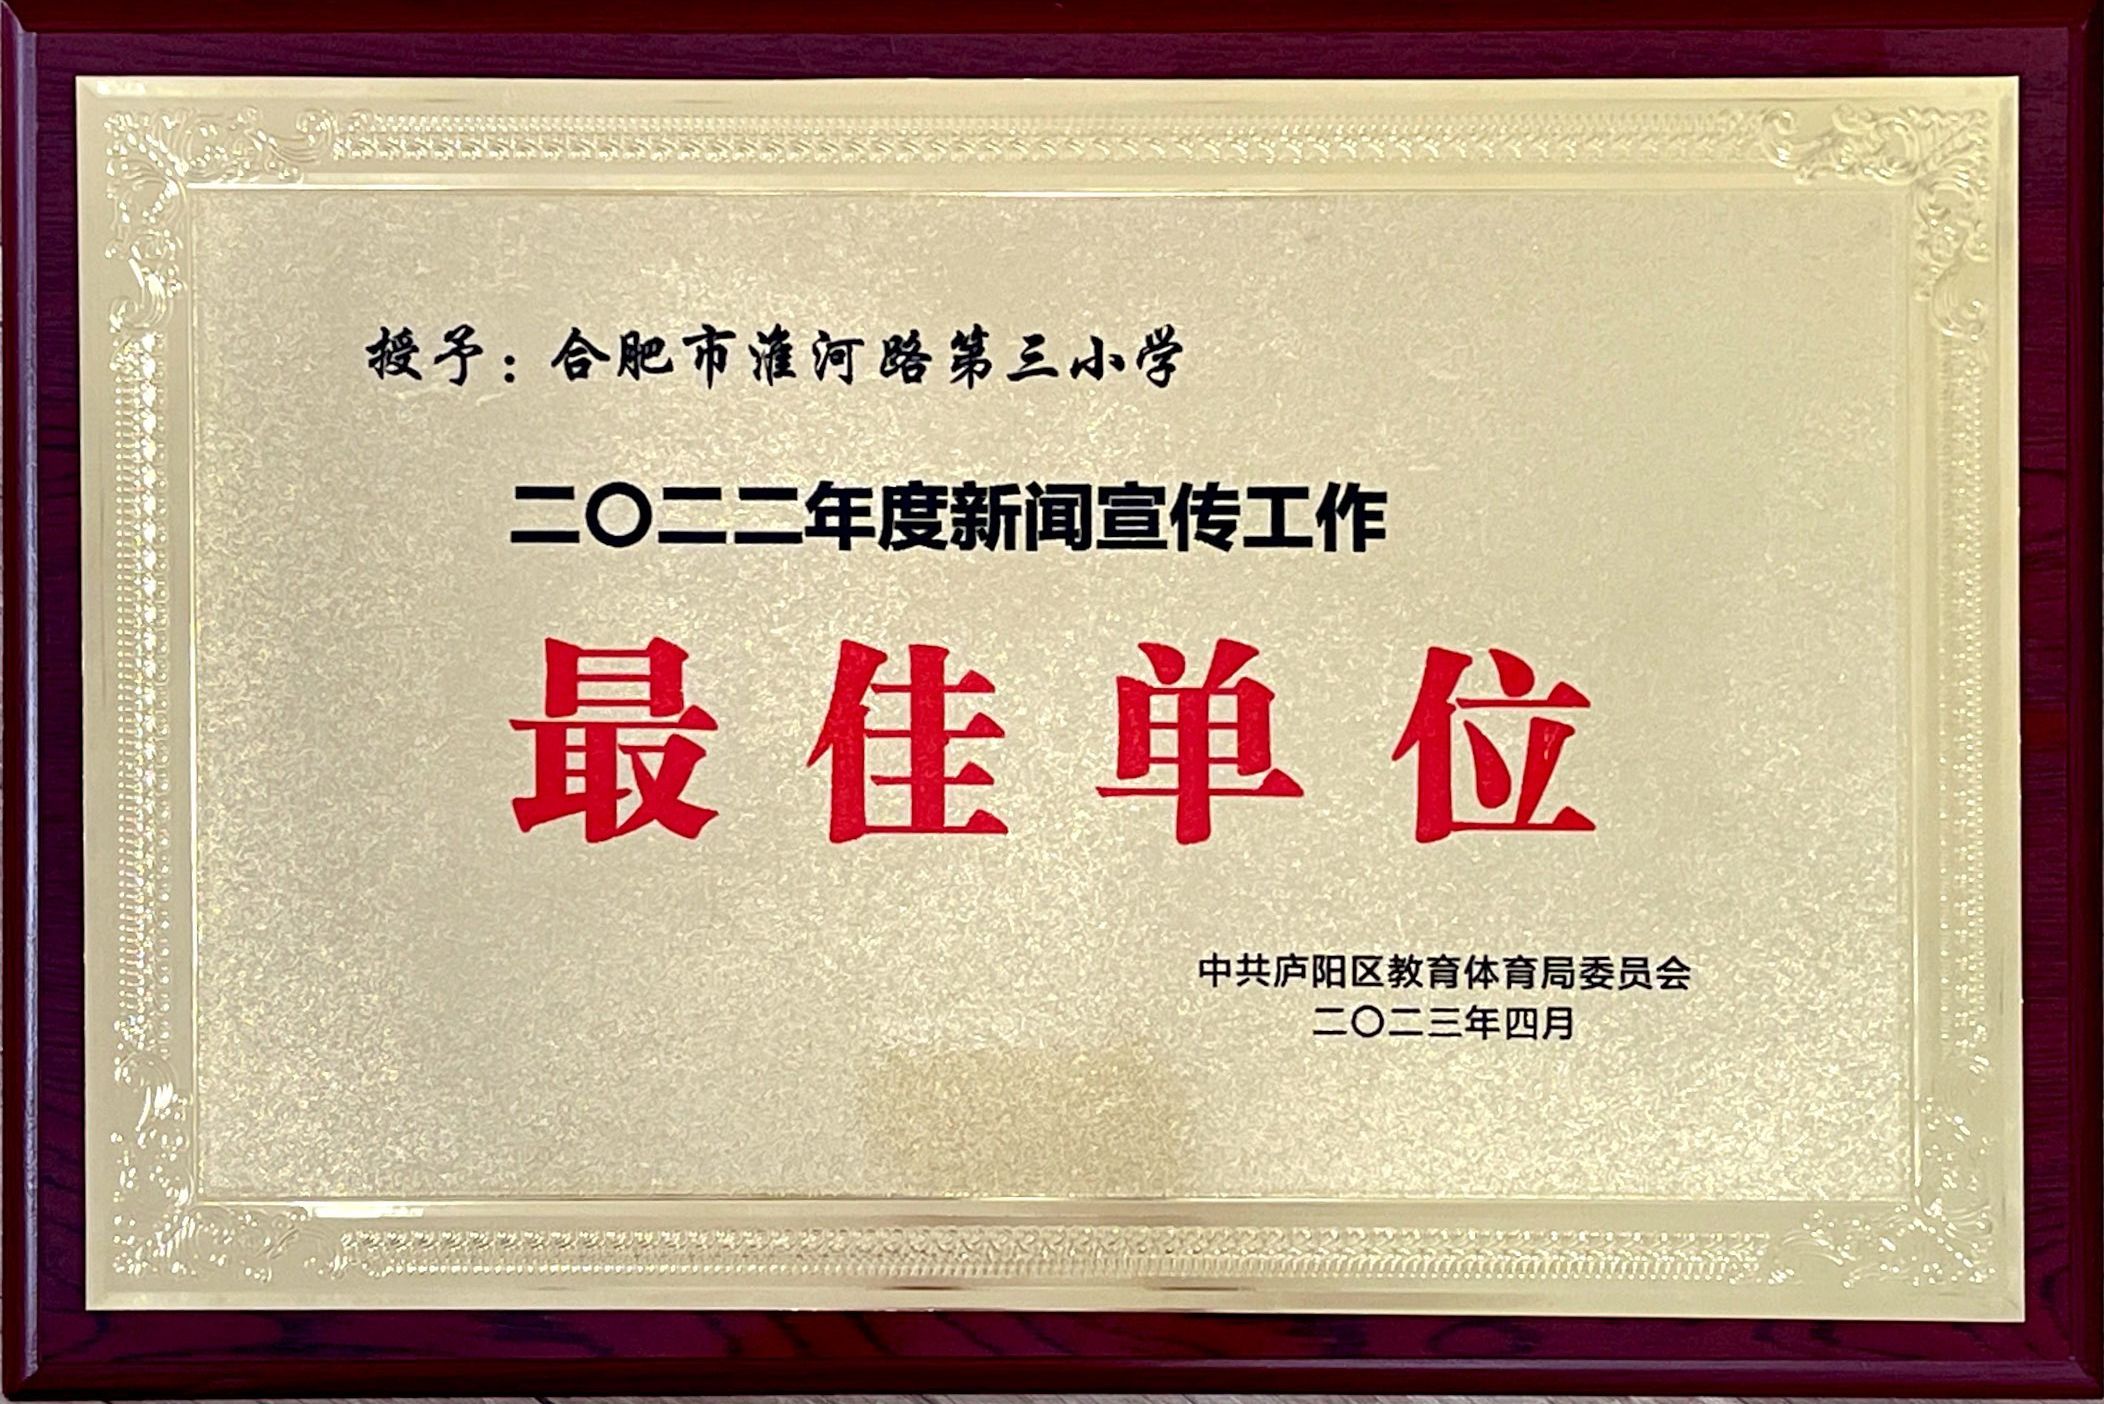 授予：合肥市淮河路第三小学
二〇二二年度新闻宣传工作
最佳单位
中共庐阳区教育体育局委员会
二〇二三年四月